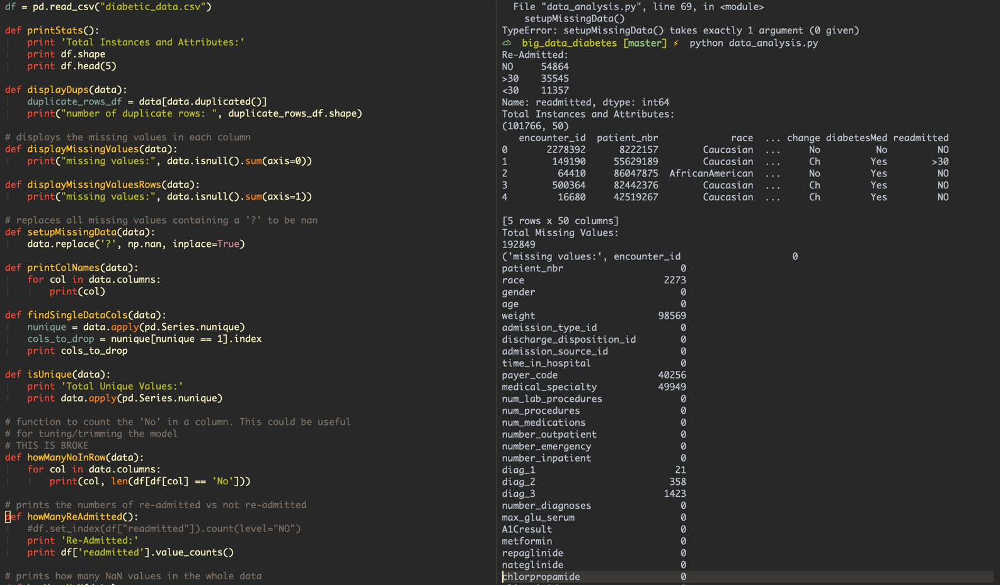 df = pd.read_csv("diabetic_data.csv")
def printStats():
print 'Total Instances and Attributes:'
print df.shape
print df.head(5)
def displayDups(data):
duplicate_rows_df = data[data.duplicated()]
print("number of duplicate rows: ", duplicate_rows_df.shape)
# displays the missing values in each column
def displayMissingValues(data):
print("missing values:", data.isnull().sum(axis=0))
def displayMissingValuesRows(data):
print("missing values:", data.isnull().sum(axis=1))
# replaces all missing values containing a '?' to be nan
def setupMissingData(data):
data.replace('?', np.nan, inplace=True)
def printColNames(data):
for col in data.columns:
print(col)
def findSingleDataCols(data):
nunique = data.apply(pd.Series.nunique)
cols_to_drop = nunique[nunique == 1].index
print cols_to_drop
def isUnique(data):
print 'Total Unique Values:'
print data.apply(pd.Series.nunique)
# function to count the 'No' in a column. This could be useful
# for tuning/trimming the model
# THIS IS BROKE
def howManyNoInRow(data):
for col in data.columns:
print(col, len(df[df[col] == 'No']))
# prints the numbers of re-admitted vs not re-admitted
def howManyReAdmitted():
#df.set_index(df["readmitted"]).count(level="NO")
print 'Re-Admitted:'
print df['readmitted'].value_counts()
# prints how many NaN values in the whole data
File "data_analysis.py", line 69, in <module>
setupMissingData()
TypeError: setupMissingData() takes exactly 1 argument (0 given)
big_data_diabetes [master] ⚡ python data_analysis.py
Re-Admitted:
NO 54864
>30 35545
<30 11357
Name: readmitted, dtype: int64
Total Instances and Attributes:
(101766, 50)
encounter_id patient_nbr race ... change diabetesMed readmitted
0 2278392 8222157 Caucasian ... No No NO
1 149190 55629189 Caucasian ... Ch Yes >30
2 64410 86047875 AfricanAmerican ... No Yes NO
3 500364 82442376 Caucasian ... Ch Yes NO
4 16680 42519267 Caucasian ... Ch Yes NO
[5 rows x 50 columns]
Total Missing Values:
192849
('missing values:', encounter_id 0
patient_nbr 0
race 2273
gender 0
age 0
weight 98569
admission_type_id 0
discharge_disposition_id 0
admission_source_id 0
time_in_hospital 0
payer_code 40256
medical_specialty 49949
num_lab_procedures 0
num_procedures 0
num_medications 0
number_outpatient 0
number_emergency 0
number_inpatient 0
diag_1 21
diag_2 358
diag_3 1423
number_diagnoses 0
max_glu_serum 0
A1Cresult 0
metformin 0
repaglinide 0
nateglinide 0
chlorpropamide 0